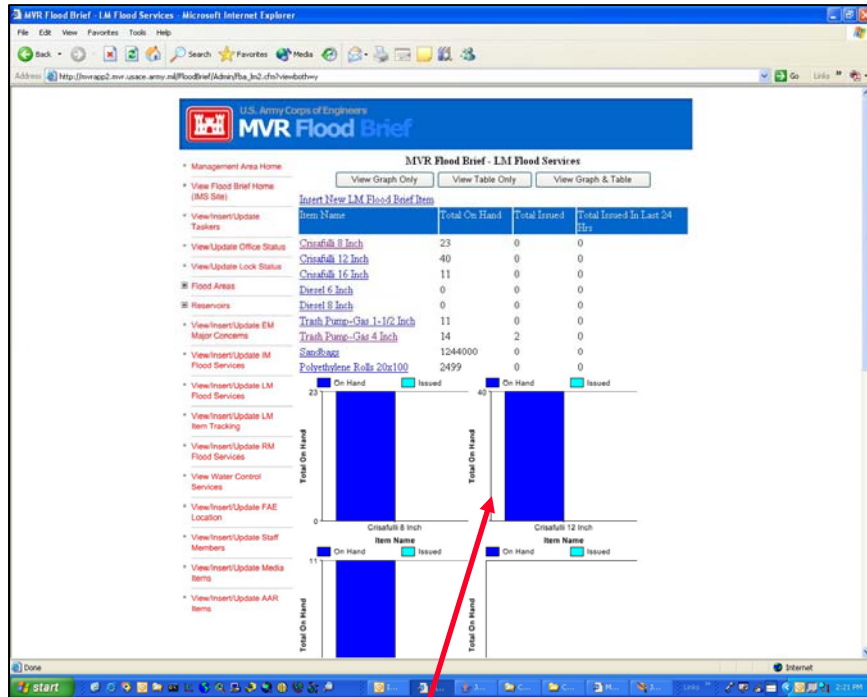 MVR Flood Brief - LM Flood Services - Microsoft Internet Explorer
File Edit View Favorites Tools Help
Back Search Favorites Media
Address http://mvrapp2.mvr.usace.army.mil/FloodBrief/Admin/fba_lm2.cfm?view=bothwy Go Links »
U.S. Army Corps of Engineers
MVR Flood Brief
Management Area Home
View Flood Brief Home
(IMS Site)
View/Insert/Update
Taskers
View/Update Office Status
View/Update Lock Status
Flood Areas
Reservoirs
View/Insert/Update EM
Major Concerns
View/Insert/Update IM
Flood Services
View/Insert/Update LM
Flood Services
View/Insert/Update LM
Item Tracking
View/Insert/Update RM
Flood Services
View Water Control
Services
View/Insert/Update FAE
Location
View/Insert/Update Staff
Members
View/Insert/Update Media
Items
View/Insert/Update AAR
Items
MVR Flood Brief - LM Flood Services
View Graph Only View Table Only View Graph & Table
Insert New LM Flood Brief Item
Item Name Total On Hand Total Issued Total Issued In Last 24
Hrs
Crisafulli 8 Inch 23 0 0
Crisafulli 12 Inch 40 0 0
Crisafulli 16 Inch 11 0 0
Diesel 6 Inch 0 0 0
Diesel 8 Inch 0 0 0
Trash Pump-Gas 1-1/2 Inch 11 0 0
Trash Pump-Gas 4 Inch 14 2 0
Sandbags 1244000 0 0
Polyethylene Rolls 20x100 2499 0 0
On Hand Issued
23
Total On Hand
0
Crisafulli 8 Inch
Item Name
On Hand Issued
40
Total On Hand
0
Crisafulli 12 Inch
Item Name
On Hand Issued
11
Total On Hand
On Hand Issued
Total On Hand
Done Internet
start Links » 2:21 PM